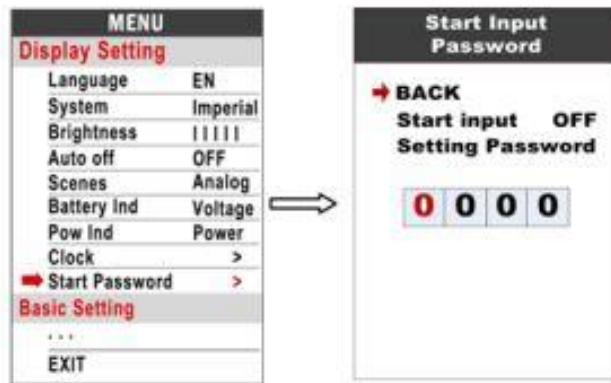 MENU
Display Setting
Language EN
System Imperial
Brightness | | | | |
Auto off OFF
Scenes Analog
Battery Ind Voltage
Pow Ind Power
Clock >
Start Password >
Basic Setting
...
EXIT
Start Input
Password
BACK
Start input OFF
Setting Password
0 0 0 0